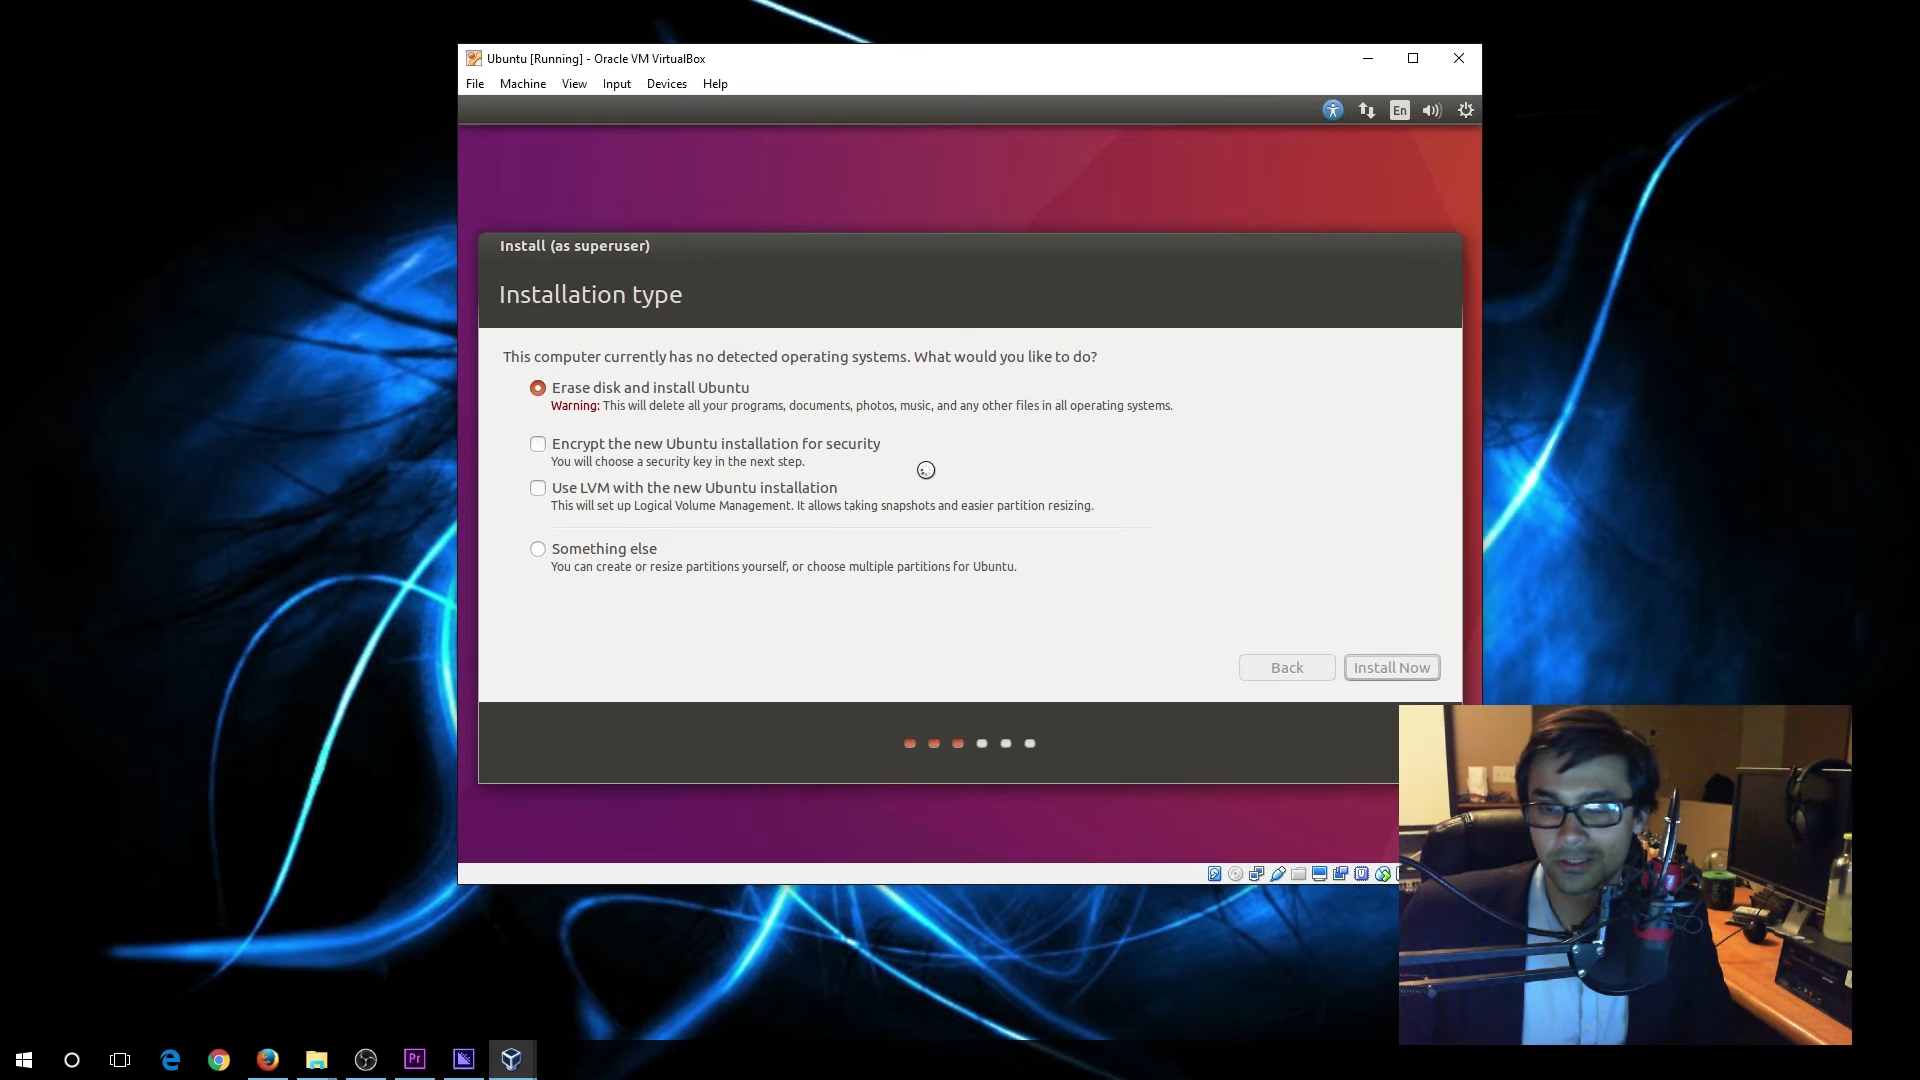 Ubuntu [Running] - Oracle VM VirtualBox
File Machine View Input Devices Help
En
Install (as superuser)
Installation type
This computer currently has no detected operating systems. What would you like to do?
Erase disk and install Ubuntu
Warning: This will delete all your programs, documents, photos, music, and any other files in all operating systems.
Encrypt the new Ubuntu installation for security
You will choose a security key in the next step.
Use LVM with the new Ubuntu installation
This will set up Logical Volume Management. It allows taking snapshots and easier partition resizing.
Something else
You can create or resize partitions yourself, or choose multiple partitions for Ubuntu.
Back Install Now
Pr